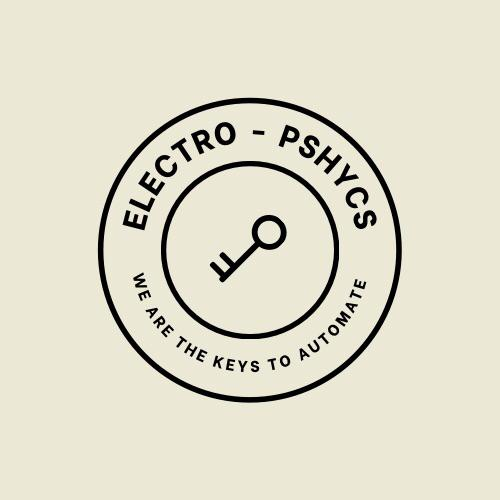 ELECTRO - PSHYCS
WE ARE THE KEYS TO AUTOMATE